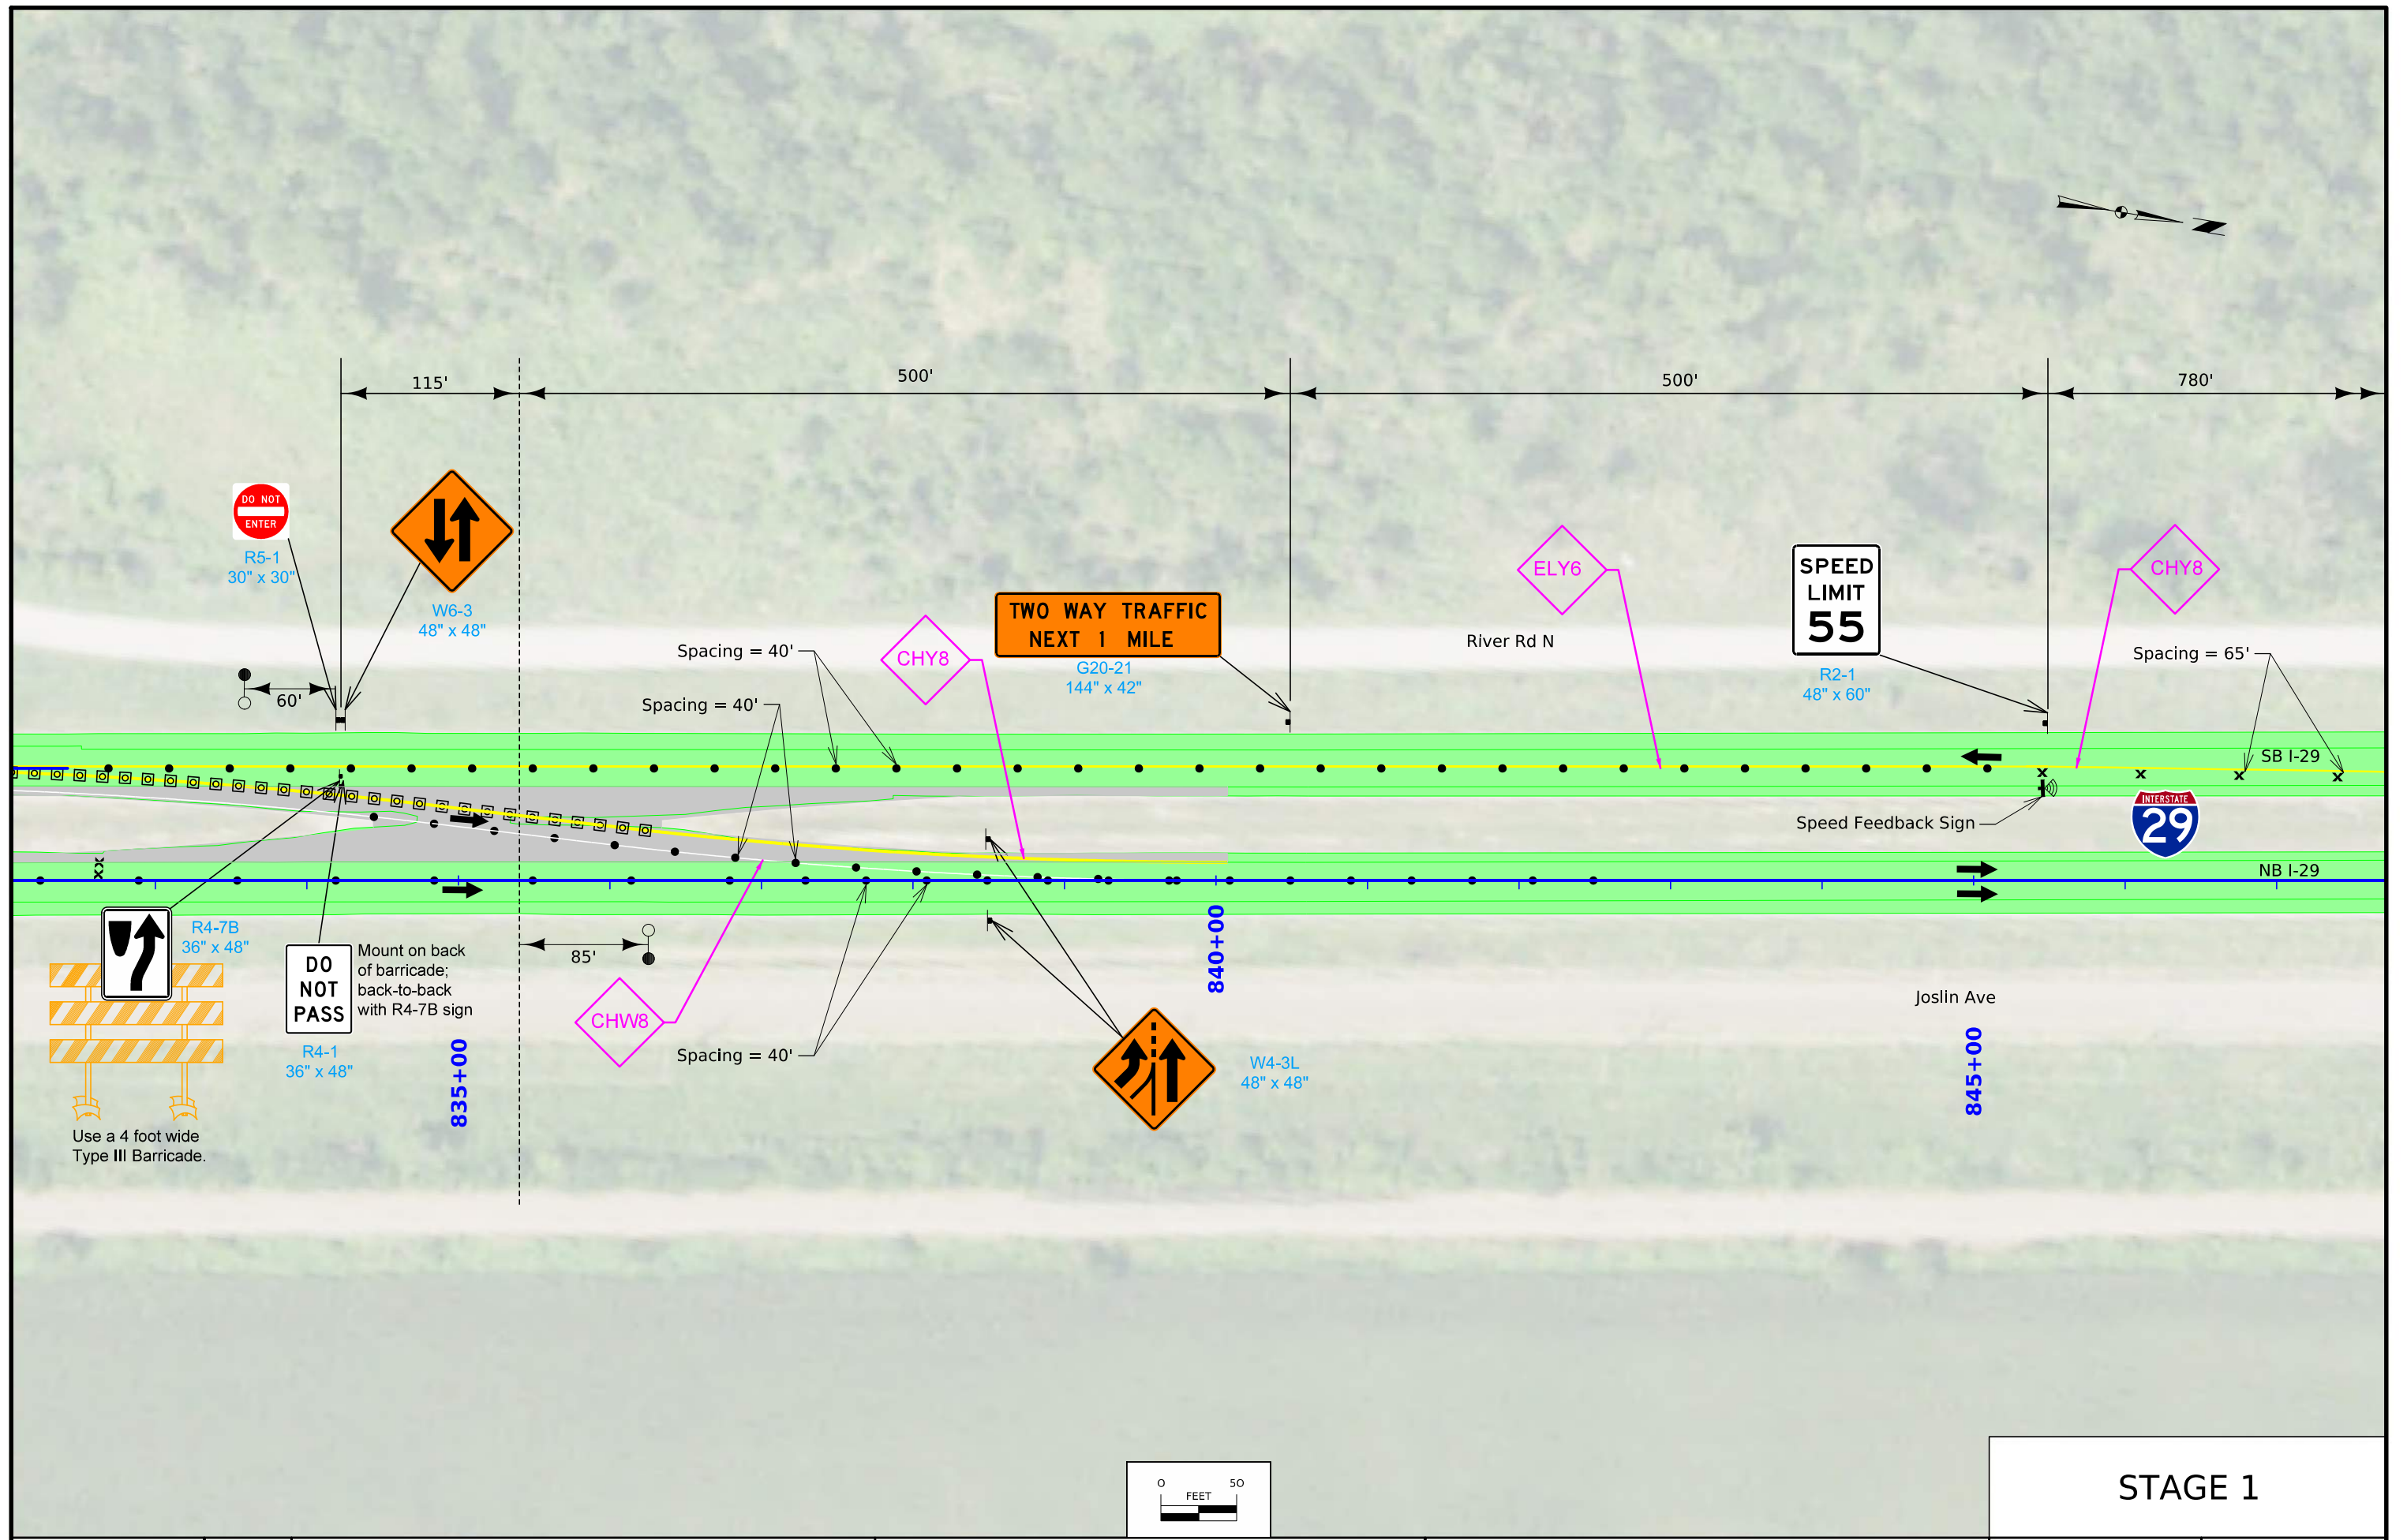 115'
500'
500'
780'
DO NOT
ENTER
R5-1
30" x 30"
W6-3
48" x 48"
60'
Spacing = 40'
Spacing = 40'
CHY8
TWO WAY TRAFFIC
NEXT 1 MILE
G20-21
144" x 42"
River Rd N
ELY6
SPEED
LIMIT
55
R2-1
48" x 60"
CHY8
Spacing = 65'
SB I-29
Speed Feedback Sign
INTERSTATE
29
NB I-29
XX
x
x
x
x
R4-7B
36" x 48"
DO
NOT
PASS
R4-1
36" x 48"
Mount on back
of barricade;
back-to-back
with R4-7B sign
Use a 4 foot wide
Type III Barricade.
835+00
85'
CHW8
Spacing = 40'
840+00
W4-3L
48" x 48"
Joslin Ave
845+00
N
0 50
FEET
STAGE 1